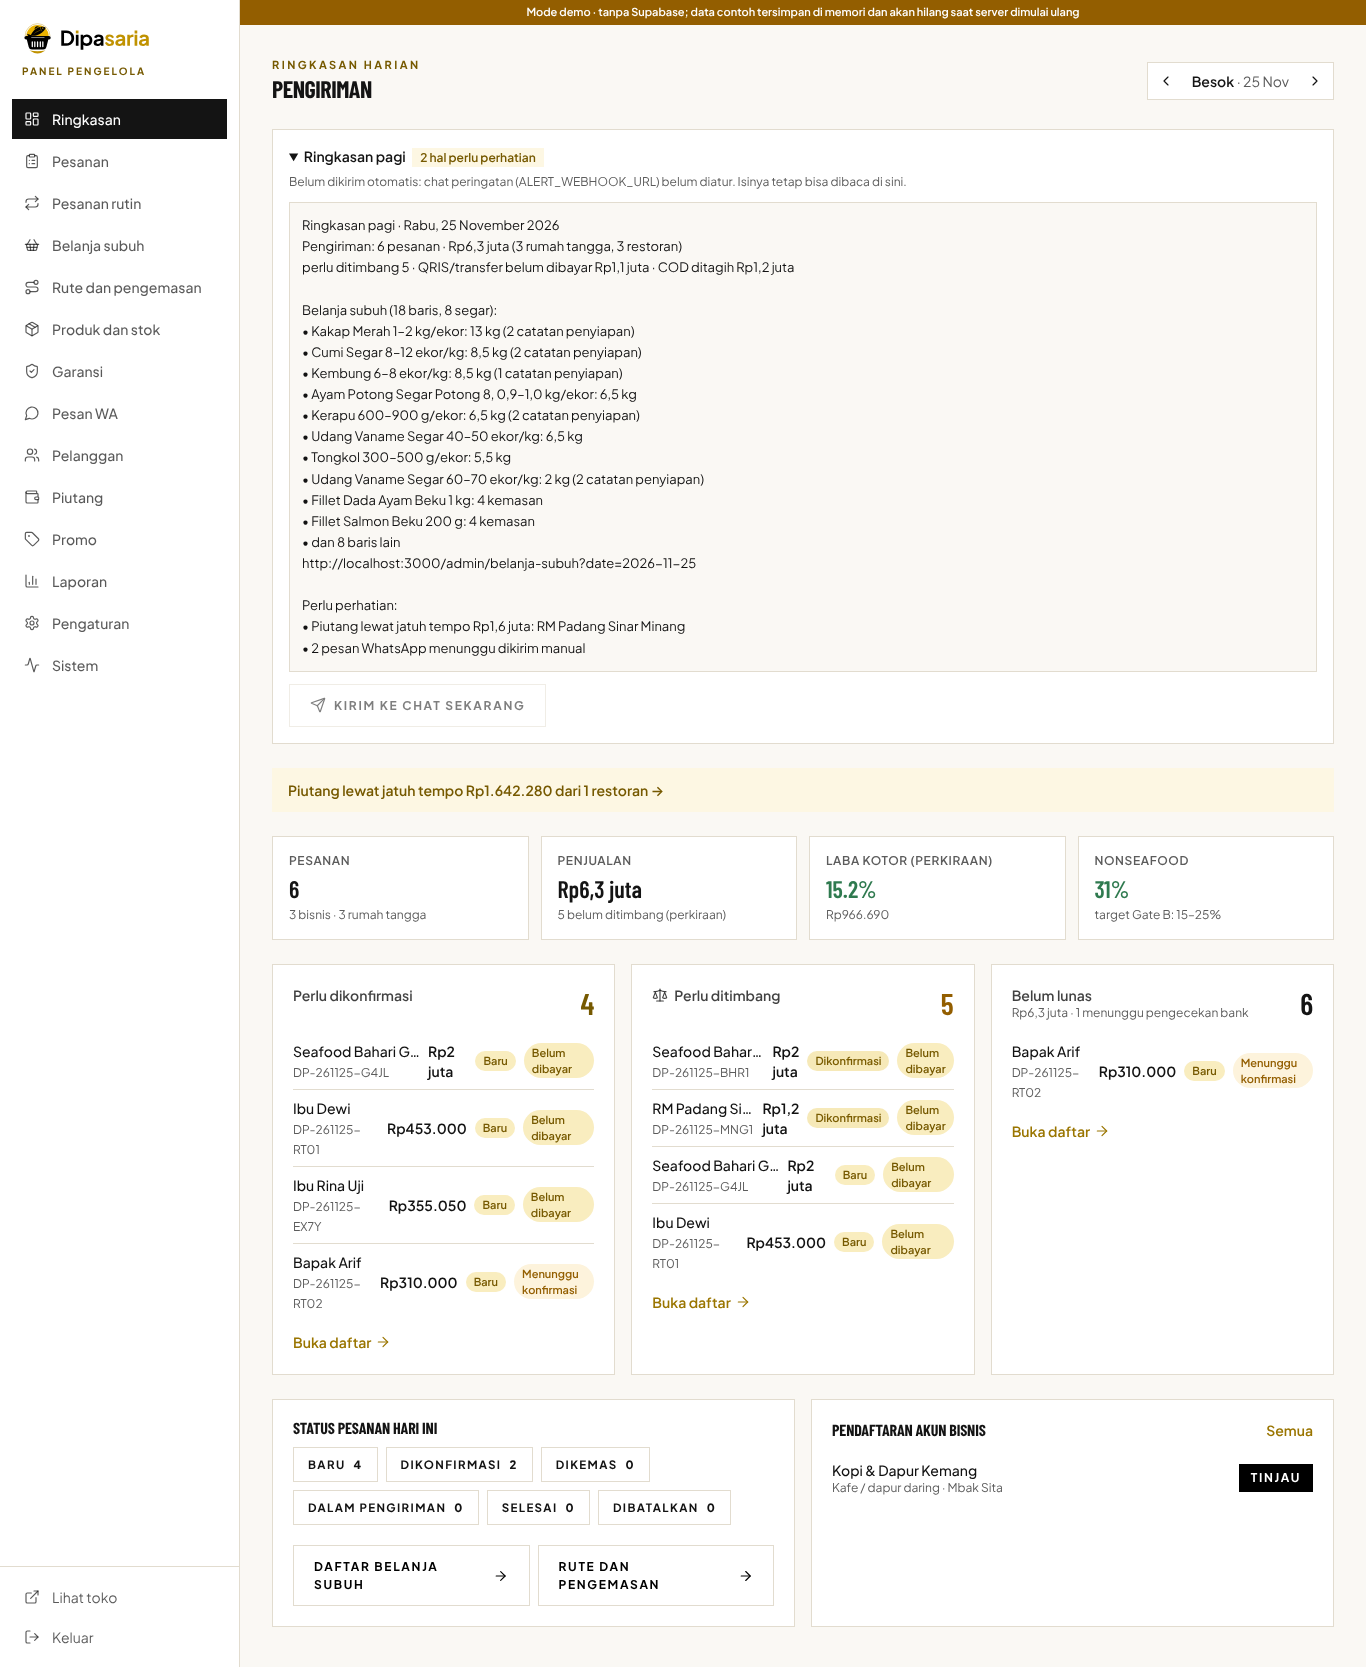 Mode demo · tanpa Supabase; data contoh tersimpan di memori dan akan hilang saat server dimulai ulang
Dipasaria
PANEL PENGELOLA
Ringkasan
Pesanan
Pesanan rutin
Belanja subuh
Rute dan pengemasan
Produk dan stok
Garansi
Pesan WA
Pelanggan
Piutang
Promo
Laporan
Pengaturan
Sistem
Lihat toko
Keluar
RINGKASAN HARIAN
PENGIRIMAN
Besok · 25 Nov
Ringkasan pagi 2 hal perlu perhatian
Belum dikirim otomatis: chat peringatan (ALERT_WEBHOOK_URL) belum diatur. Isinya tetap bisa dibaca di sini.
Ringkasan pagi · Rabu, 25 November 2026
Pengiriman: 6 pesanan · Rp6,3 juta (3 rumah tangga, 3 restoran)
perlu ditimbang 5 · QRIS/transfer belum dibayar Rp1,1 juta · COD ditagih Rp1,2 juta
Belanja subuh (18 baris, 8 segar):
• Kakap Merah 1–2 kg/ekor: 13 kg (2 catatan penyiapan)
• Cumi Segar 8–12 ekor/kg: 8,5 kg (2 catatan penyiapan)
• Kembung 6–8 ekor/kg: 8,5 kg (1 catatan penyiapan)
• Ayam Potong Segar Potong 8, 0,9–1,0 kg/ekor: 6,5 kg
• Kerapu 600–900 g/ekor: 6,5 kg (2 catatan penyiapan)
• Udang Vaname Segar 40–50 ekor/kg: 6,5 kg
• Tongkol 300–500 g/ekor: 5,5 kg
• Udang Vaname Segar 60–70 ekor/kg: 2 kg (2 catatan penyiapan)
• Fillet Dada Ayam Beku 1 kg: 4 kemasan
• Fillet Salmon Beku 200 g: 4 kemasan
• dan 8 baris lain
http://localhost:3000/admin/belanja-subuh?date=2026-11-25
Perlu perhatian:
• Piutang lewat jatuh tempo Rp1,6 juta: RM Padang Sinar Minang
• 2 pesan WhatsApp menunggu dikirim manual
KIRIM KE CHAT SEKARANG
Piutang lewat jatuh tempo Rp1.642.280 dari 1 restoran →
PESANAN
6
3 bisnis · 3 rumah tangga
PENJUALAN
Rp6,3 juta
5 belum ditimbang (perkiraan)
LABA KOTOR (PERKIRAAN)
15.2%
Rp966.690
NONSEAFOOD
31%
target Gate B: 15–25%
Perlu dikonfirmasi 4
Seafood Bahari G… Rp2 juta Baru Belum dibayar
DP-261125-G4JL
Ibu Dewi Rp453.000 Baru Belum dibayar
DP-261125-
RT01
Ibu Rina Uji Rp355.050 Baru Belum dibayar
DP-261125-
EX7Y
Bapak Arif Rp310.000 Baru Menunggu konfirmasi
DP-261125-
RT02
Buka daftar →
Perlu ditimbang 5
Seafood Bahar… Rp2 juta Dikonfirmasi Belum dibayar
DP-261125-BHR1
RM Padang Si… Rp1,2 juta Dikonfirmasi Belum dibayar
DP-261125-MNG1
Seafood Bahari G… Rp2 juta Baru Belum dibayar
DP-261125-G4JL
Ibu Dewi Rp453.000 Baru Belum dibayar
DP-261125-
RT01
Buka daftar →
Belum lunas 6
Rp6,3 juta · 1 menunggu pengecekan bank
Bapak Arif Rp310.000 Baru Menunggu konfirmasi
DP-261125-
RT02
Buka daftar →
STATUS PESANAN HARI INI
BARU 4 DIKONFIRMASI 2 DIKEMAS 0
DALAM PENGIRIMAN 0 SELESAI 0 DIBATALKAN 0
DAFTAR BELANJA SUBUH →
RUTE DAN PENGEMASAN →
PENDAFTARAN AKUN BISNIS Semua
Kopi & Dapur Kemang
Kafe / dapur daring · Mbak Sita
TINJAU